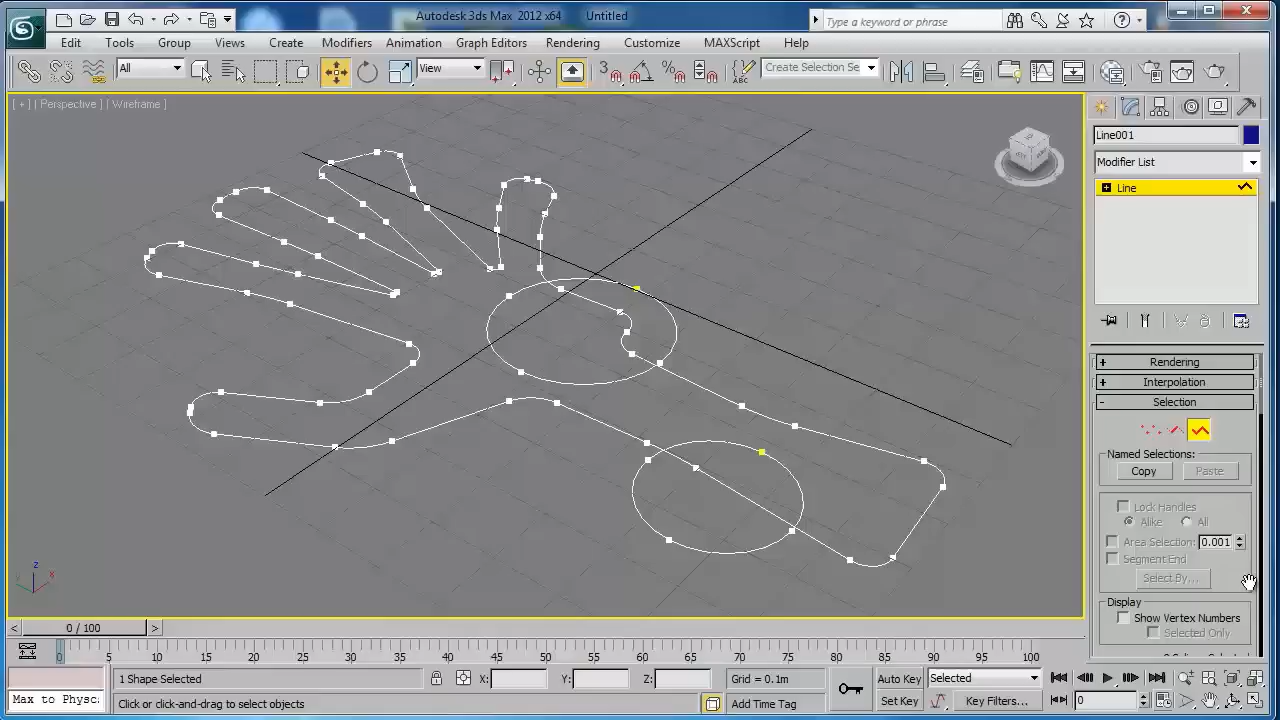 Autodesk 3ds Max 2012 x64 Untitled
Type a keyword or phrase
Edit Tools Group Views Create Modifiers Animation Graph Editors Rendering Customize MAXScript Help
All View 3 Create Selection Se
[ + ] [ Perspective ] [ Wireframe ]
Line001
Modifier List
Line
+ Rendering
+ Interpolation
- Selection
Named Selections:
Copy Paste
Lock Handles
Alike All
Area Selection: 0.001
Segment End
Select By...
Display
Show Vertex Numbers
Selected Only
z
x
y
< 0 / 100 >
0 5 10 15 20 25 30 35 40 45 50 55 60 65 70 75 80 85 90 95 100
1 Shape Selected X: Y: Z: Grid = 0.1m Auto Key Selected
Max to Physc: Click or click-and-drag to select objects Add Time Tag Set Key Key Filters... 0